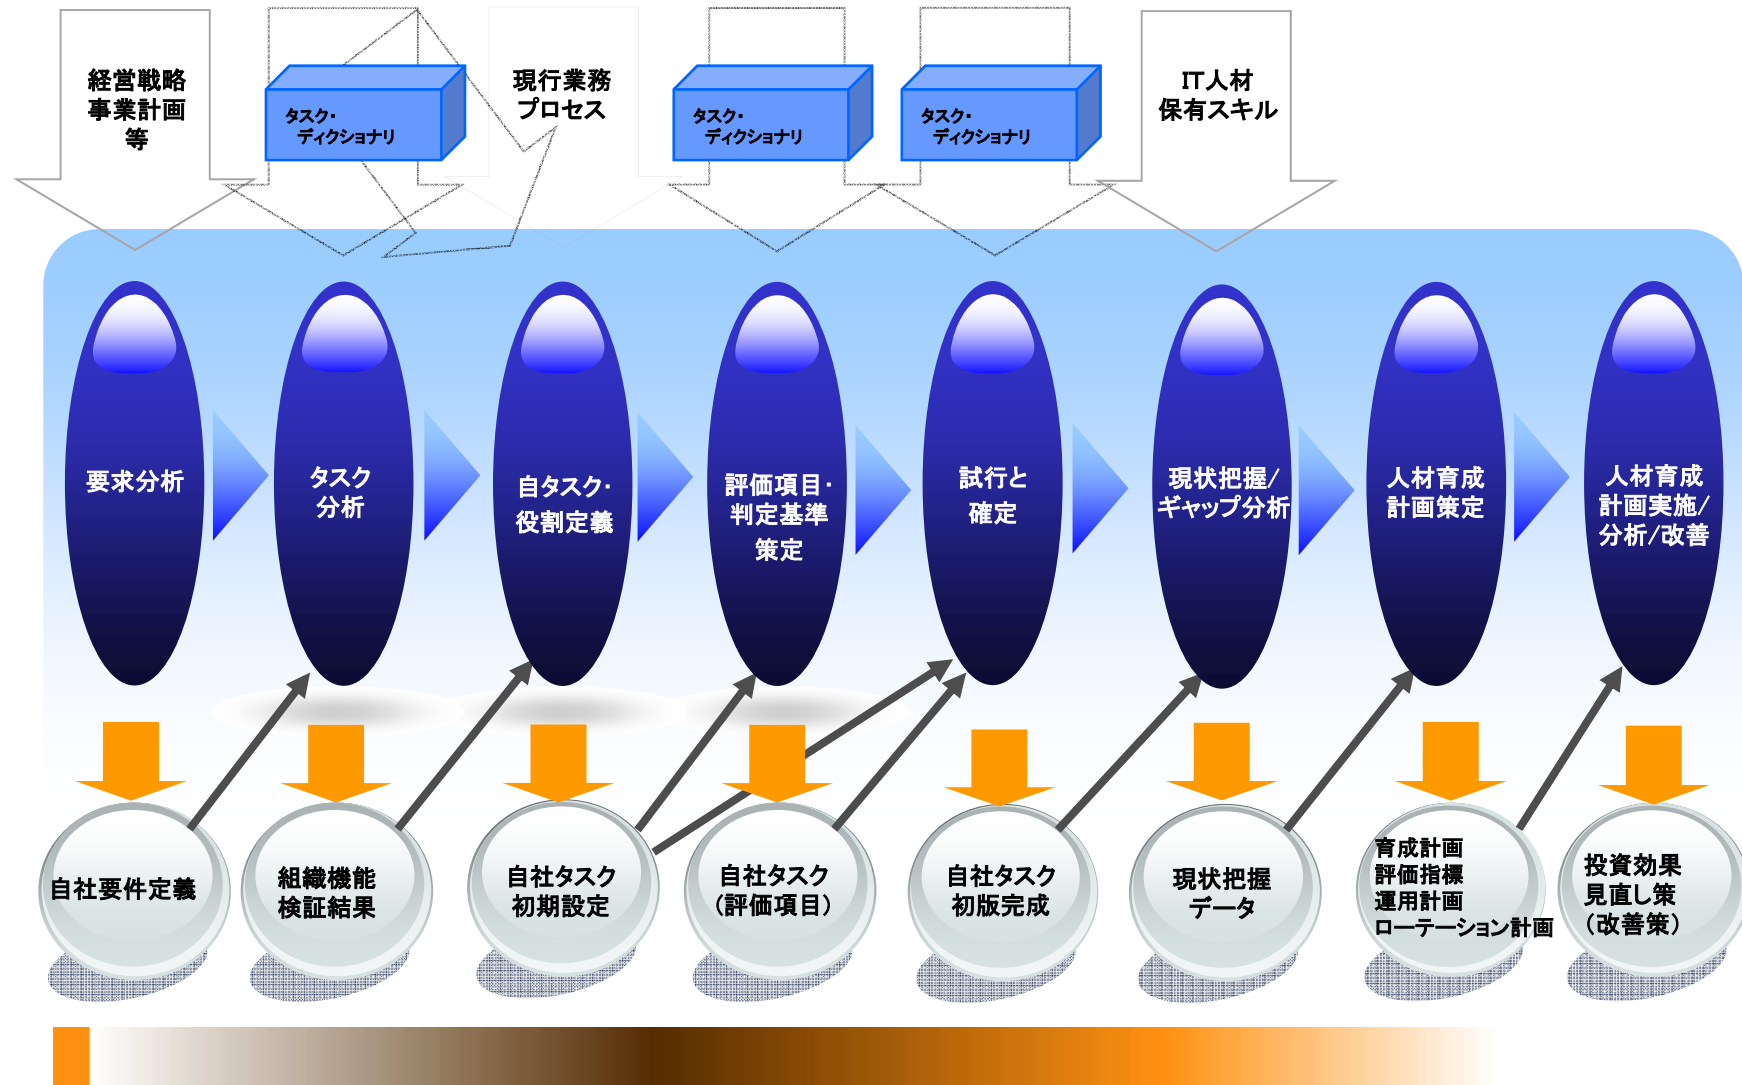 経営戦略
事業計画
等
タスク・
ディクショナリ
現行業務
プロセス
タスク・
ディクショナリ
タスク・
ディクショナリ
IT人材
保有スキル
要求分析
タスク
分析
自タスク・
役割定義
評価項目・
判定基準
策定
試行と
確定
現状把握/
ギャップ分析
人材育成
計画策定
人材育成
計画実施/
分析/改善
自社要件定義
組織機能
検証結果
自社タスク
初期設定
自社タスク
(評価項目)
自社タスク
初版完成
現状把握
データ
育成計画
評価指標
運用計画
ローテーション計画
投資効果
見直し策
(改善策)